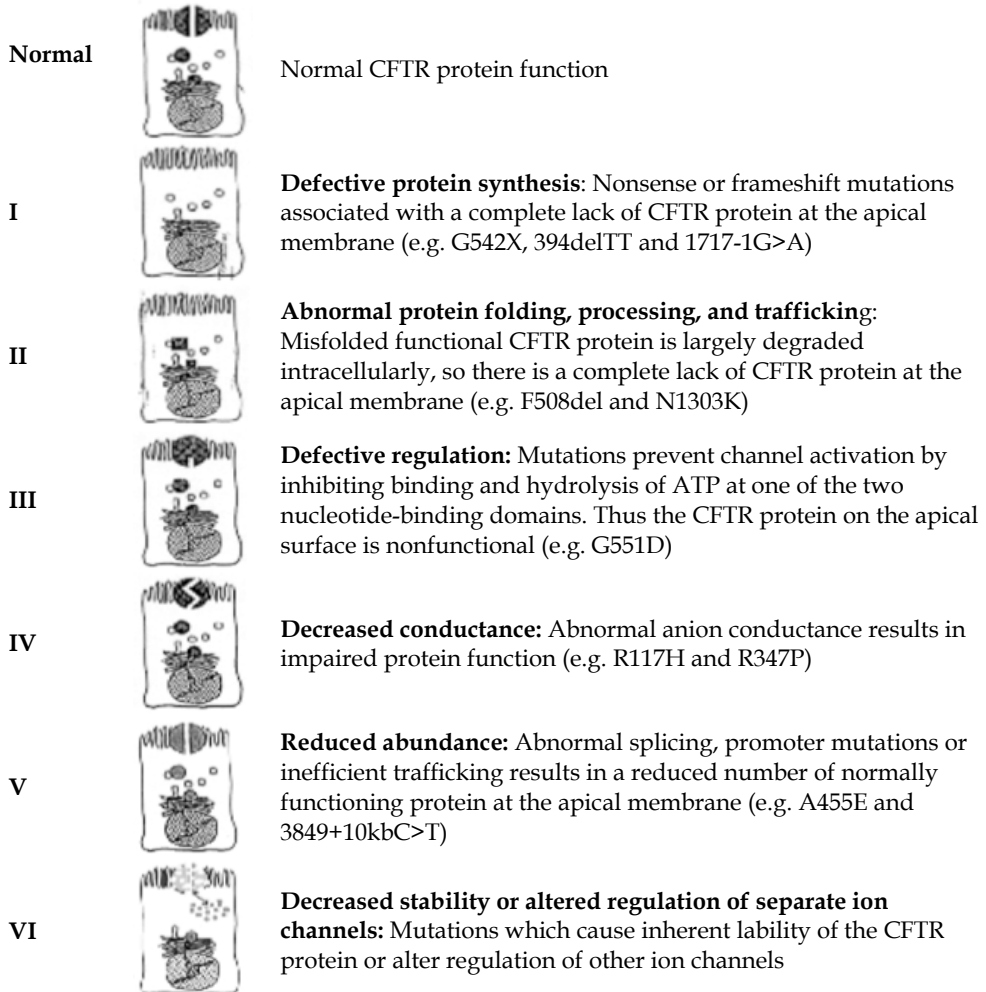 Normal
Normal CFTR protein function
I
Defective protein synthesis: Nonsense or frameshift mutations
associated with a complete lack of CFTR protein at the apical
membrane (e.g. G542X, 394delTT and 1717-1G>A)
II
Abnormal protein folding, processing, and trafficking:
Misfolded functional CFTR protein is largely degraded
intracellularly, so there is a complete lack of CFTR protein at the
apical membrane (e.g. F508del and N1303K)
III
Defective regulation: Mutations prevent channel activation by
inhibiting binding and hydrolysis of ATP at one of the two
nucleotide-binding domains. Thus the CFTR protein on the apical
surface is nonfunctional (e.g. G551D)
IV
Decreased conductance: Abnormal anion conductance results in
impaired protein function (e.g. R117H and R347P)
V
Reduced abundance: Abnormal splicing, promoter mutations or
inefficient trafficking results in a reduced number of normally
functioning protein at the apical membrane (e.g. A455E and
3849+10kbC>T)
VI
Decreased stability or altered regulation of separate ion
channels: Mutations which cause inherent lability of the CFTR
protein or alter regulation of other ion channels